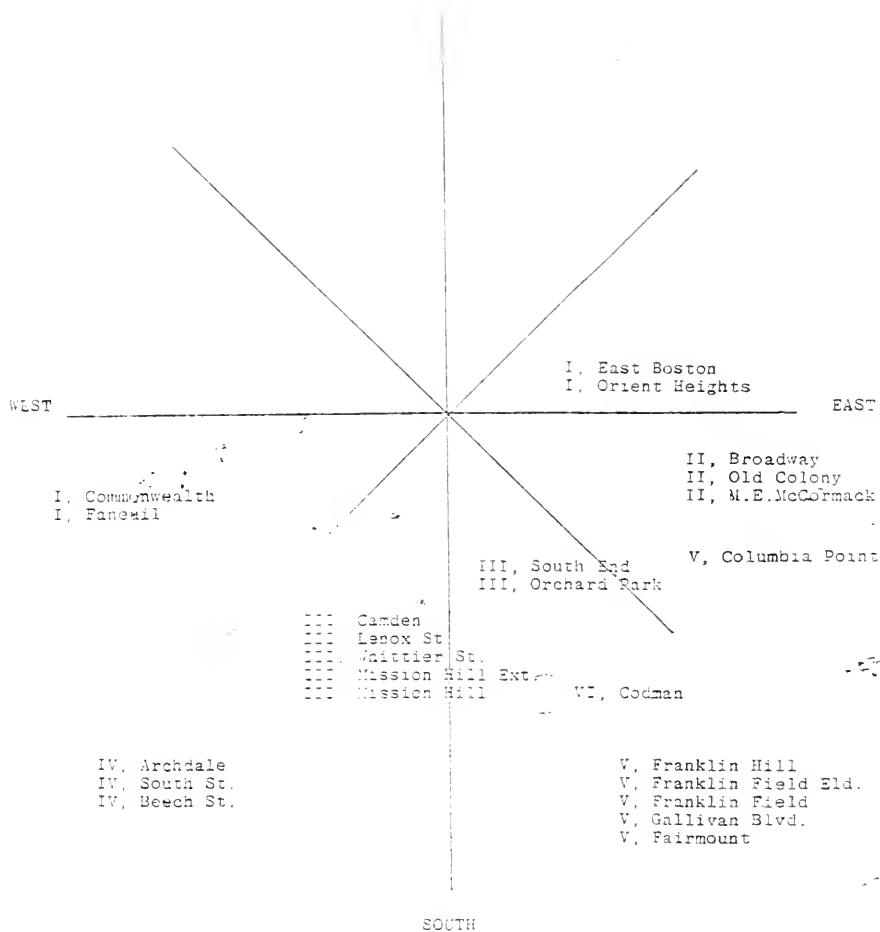 I, East Boston
I, Orient Heights
WEST
EAST
II, Broadway
II, Old Colony
II, M.E.McCormack
I, Commonwealth
I, Faneuil
V, Columbia Point
III, South End
III, Orchard Park
III Camden
III Lenox St
III. Whittier St.
III Mission Hill Ext.
III Mission Hill
VI, Codman
IV, Archdale
IV, South St.
IV, Beech St.
V, Franklin Hill
V, Franklin Field Eld.
V, Franklin Field
V, Gallivan Blvd.
V, Fairmount
SOUTH